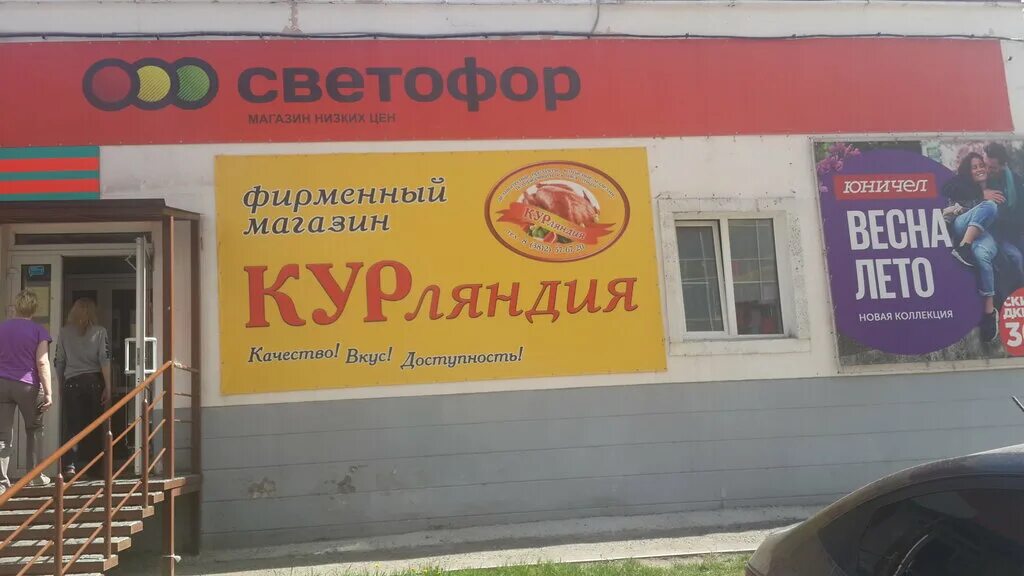 светофор
МАГАЗИН НИЗКИХ ЦЕН
фирменный
магазин
КУРляндия
КУРляндия
Качество! Вкус! Доступность!
ЮНИЧЕЛ
ВЕСНА
ЛЕТО
НОВАЯ КОЛЛЕКЦИЯ